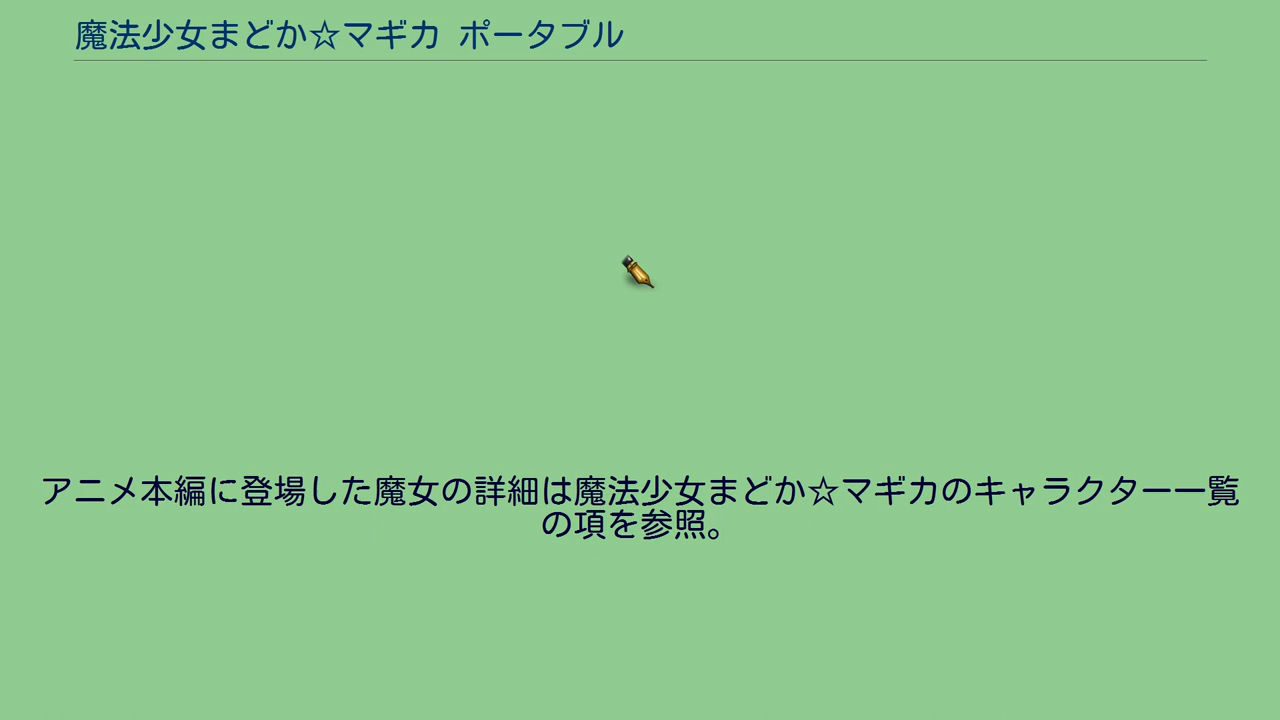 魔法少女まどか☆マギカ ポータブル
アニメ本編に登場した魔女の詳細は魔法少女まどか☆マギカのキャラクター一覧
の項を参照。